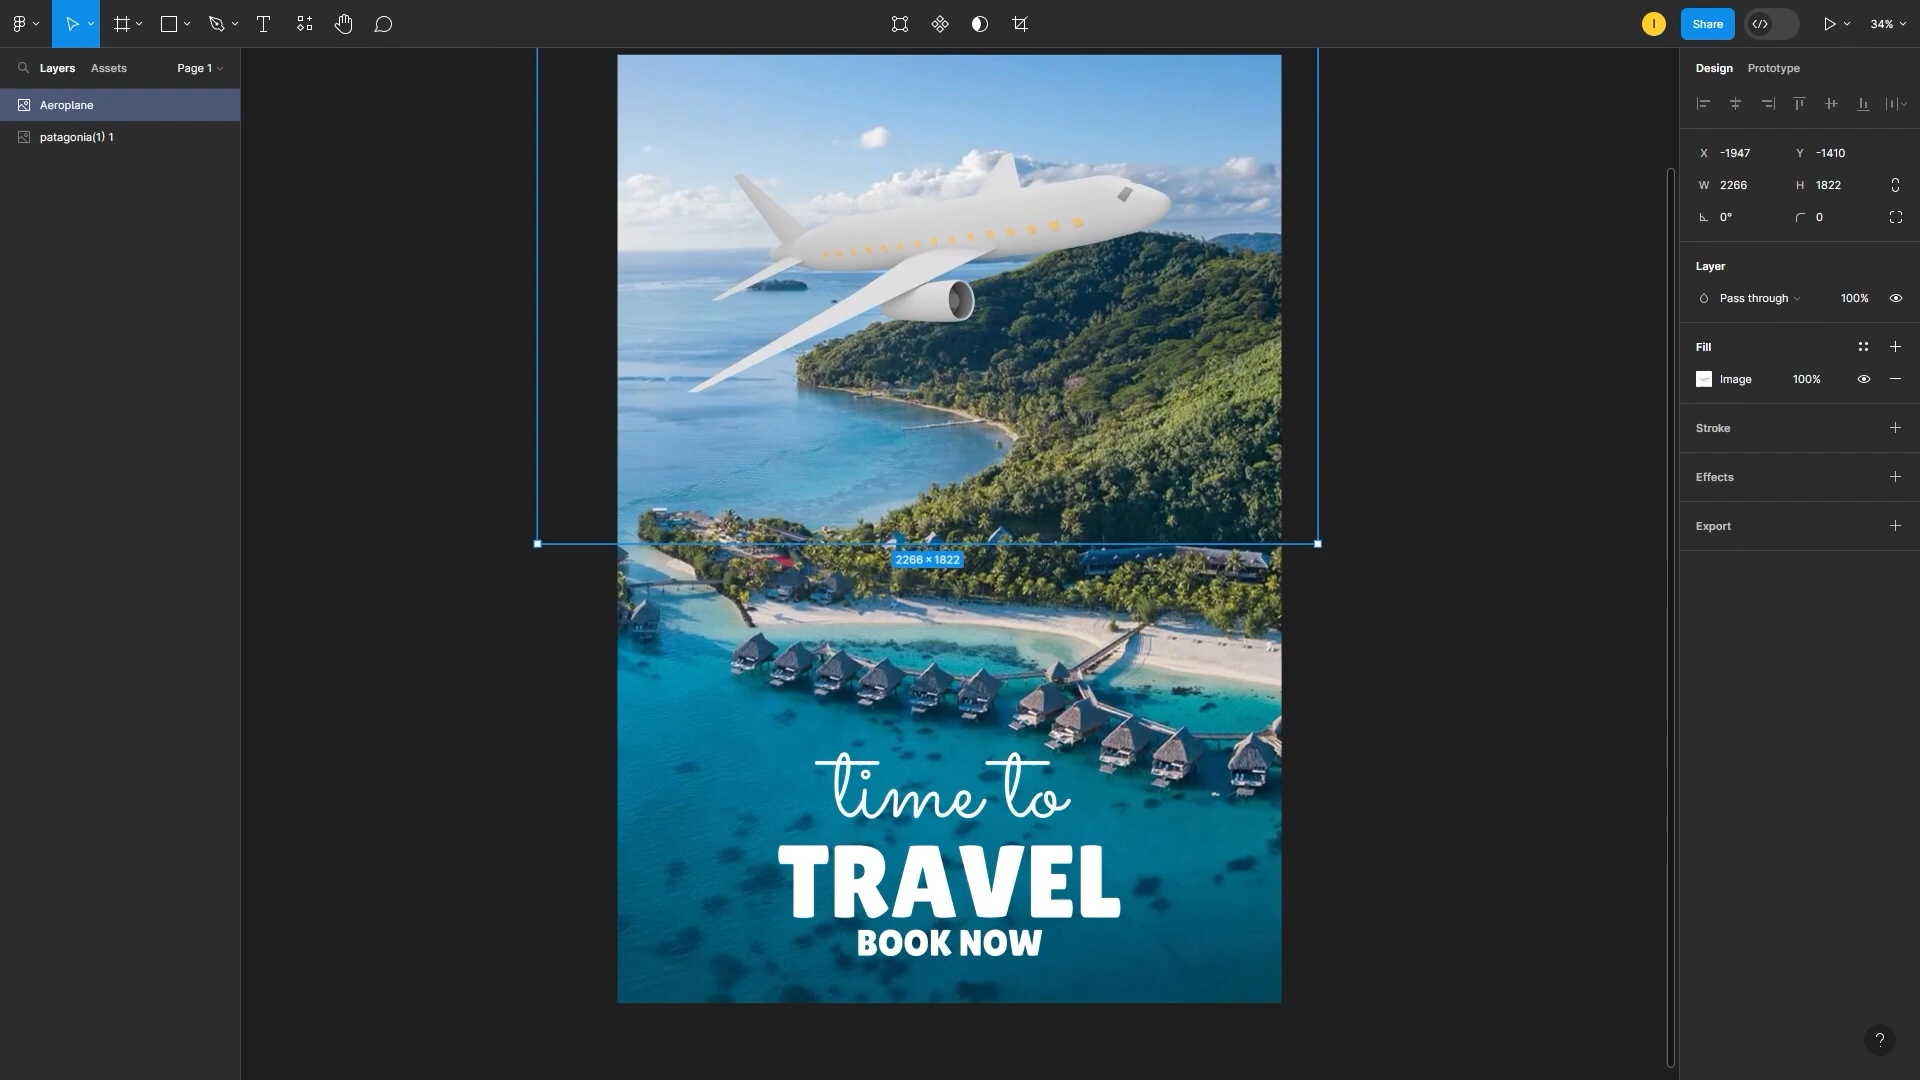 I
Share
34%
Layers
Assets
Page 1
Design
Prototype
Aeroplane
patagonia(1) 1
X -1947
Y -1410
W 2266
H 1822
0°
0
Layer
Pass through
100%
Fill
Image
100%
Stroke
Effects
Export
2266 × 1822
time to
TRAVEL
BOOK NOW
?